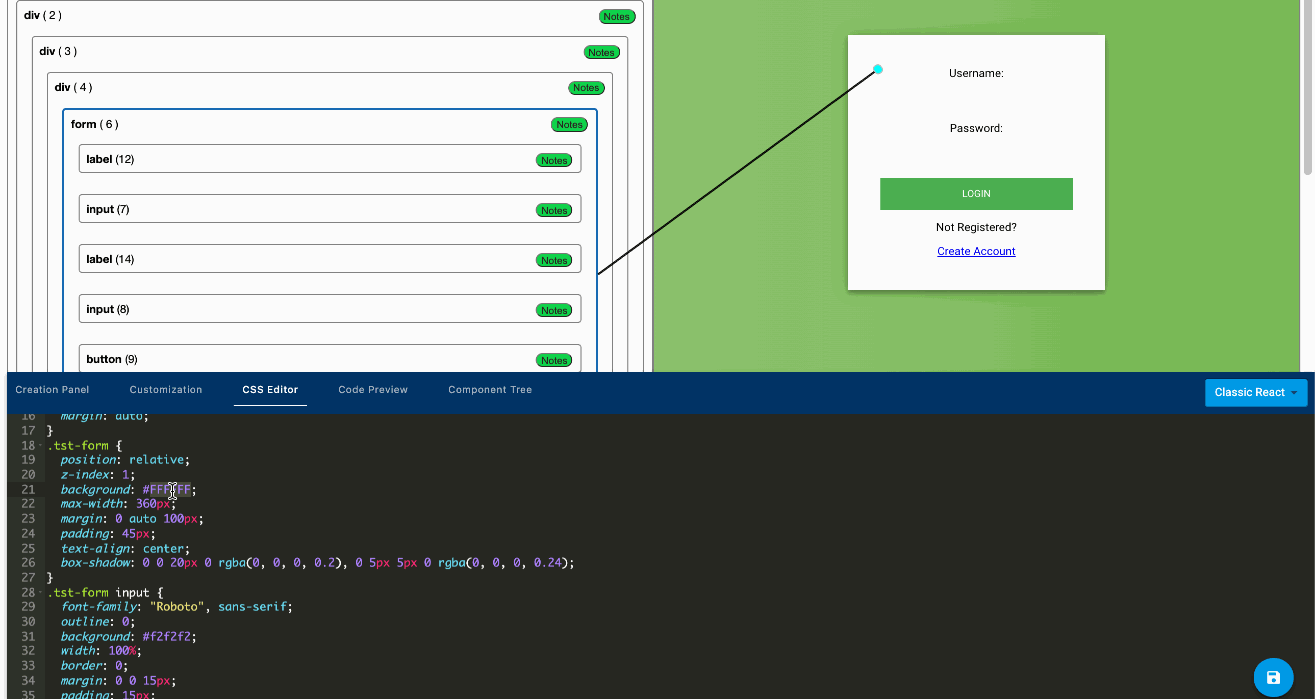 div ( 2 )
Notes
div ( 3 )
Notes
div ( 4 )
Notes
form ( 6 )
Notes
label (12)
Notes
input (7)
Notes
label (14)
Notes
input (8)
Notes
button (9)
Notes
Username:
Password:
LOGIN
Not Registered?
Create Account
Creation Panel
Customization
CSS Editor
Code Preview
Component Tree
Classic React
16 margin: auto;
17 }
18 .tst-form {
19 position: relative;
20 z-index: 1;
21 background: #FFFFFF;
22 max-width: 360px;
23 margin: 0 auto 100px;
24 padding: 45px;
25 text-align: center;
26 box-shadow: 0 0 20px 0 rgba(0, 0, 0, 0.2), 0 5px 5px 0 rgba(0, 0, 0, 0.24);
27 }
28 .tst-form input {
29 font-family: "Roboto", sans-serif;
30 outline: 0;
31 background: #f2f2f2;
32 width: 100%;
33 border: 0;
34 margin: 0 0 15px;
35 padding: 15px;